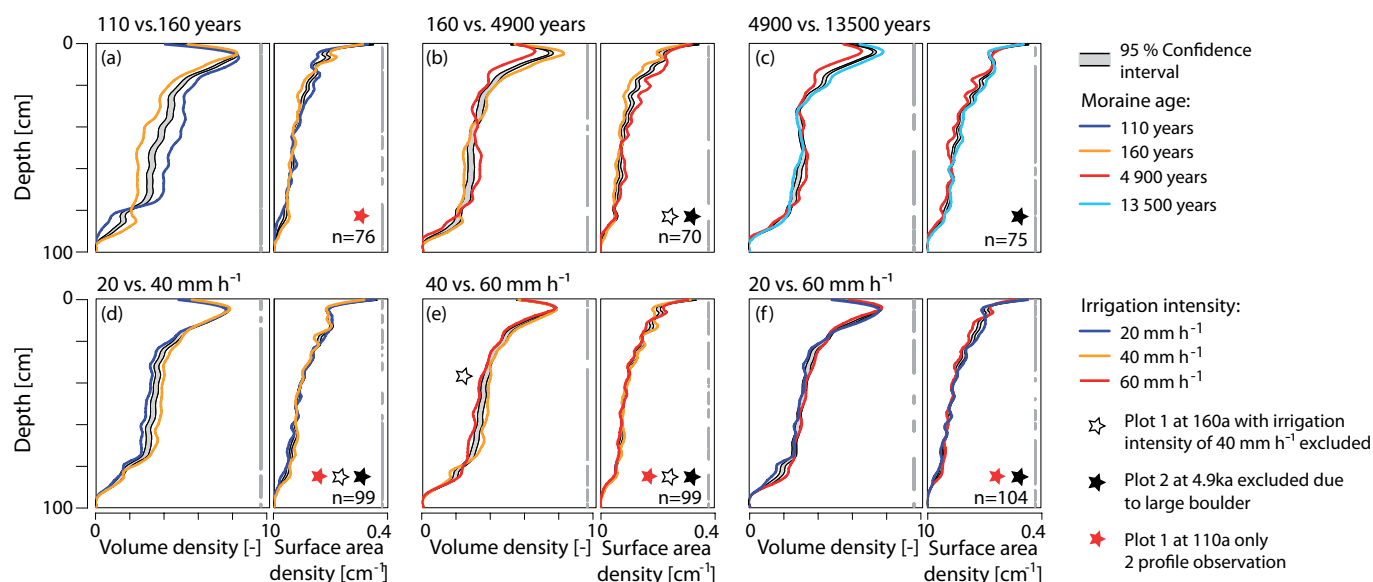 110 vs.160 years
160 vs. 4900 years
4900 vs. 13500 years
0
Depth [cm]
100
(a)
n=76
(b)
n=70
(c)
n=75
95 % Confidence
interval
Moraine age:
110 years
160 years
4 900 years
13 500 years
20 vs. 40 mm h⁻¹
40 vs. 60 mm h⁻¹
20 vs. 60 mm h⁻¹
0
Depth [cm]
100
(d)
n=99
(e)
n=99
(f)
n=104
Irrigation intensity:
20 mm h⁻¹
40 mm h⁻¹
60 mm h⁻¹
Plot 1 at 160a with irrigation
intensity of 40 mm h⁻¹ excluded
Plot 2 at 4.9ka excluded due
to large boulder
Plot 1 at 110a only
2 profile observation
0 10 0.4 0 10 0.4 0 10 0.4
Volume density [-]
Surface area
density [cm⁻¹]
Volume density [-]
Surface area
density [cm⁻¹]
Volume density [-]
Surface area
density [cm⁻¹]